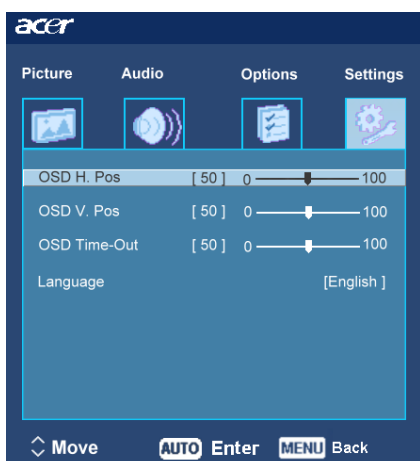 acer
Picture Audio Options Settings
OSD H. Pos [ 50 ] 0 100
OSD V. Pos [ 50 ] 0 100
OSD Time-Out [ 50 ] 0 100
Language [English ]
Move AUTO Enter MENU Back